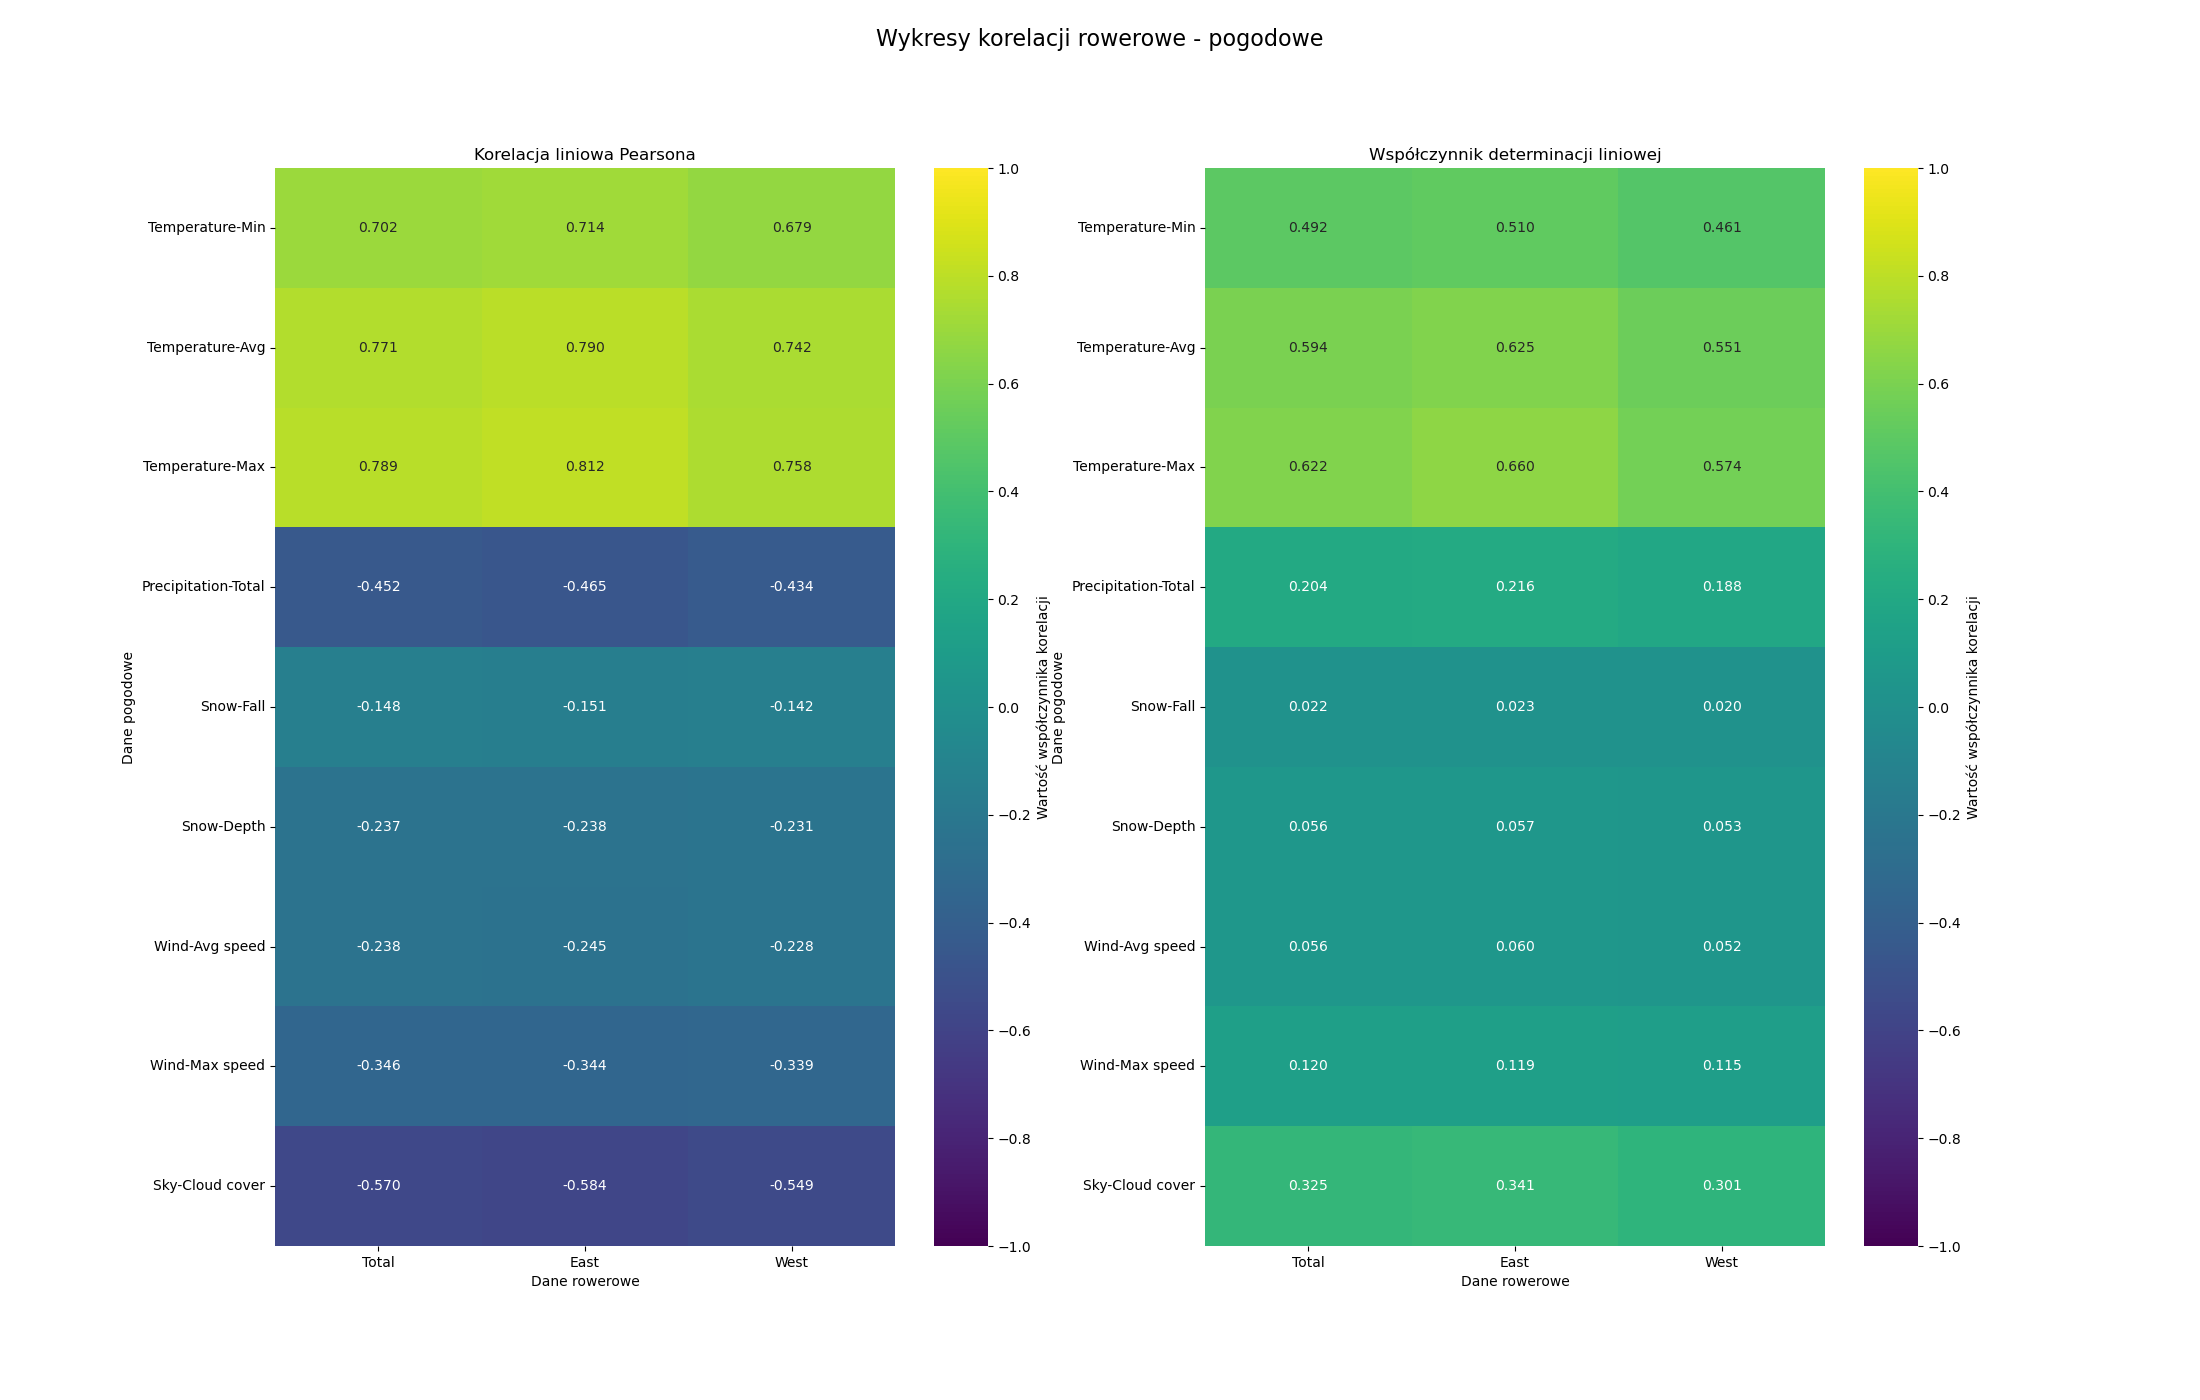 Wykresy korelacji rowerowe - pogodowe
Korelacja liniowa Pearsona
Dane pogodowe
Temperature-Min 0.702 0.714 0.679
Temperature-Avg 0.771 0.790 0.742
Temperature-Max 0.789 0.812 0.758
Precipitation-Total -0.452 -0.465 -0.434
Snow-Fall -0.148 -0.151 -0.142
Snow-Depth -0.237 -0.238 -0.231
Wind-Avg speed -0.238 -0.245 -0.228
Wind-Max speed -0.346 -0.344 -0.339
Sky-Cloud cover -0.570 -0.584 -0.549
Total East West
Dane rowerowe
1.0
0.8
0.6
0.4
0.2
0.0
−0.2
−0.4
−0.6
−0.8
−1.0
Wartość współczynnika korelacji
Współczynnik determinacji liniowej
Dane pogodowe
Temperature-Min 0.492 0.510 0.461
Temperature-Avg 0.594 0.625 0.551
Temperature-Max 0.622 0.660 0.574
Precipitation-Total 0.204 0.216 0.188
Snow-Fall 0.022 0.023 0.020
Snow-Depth 0.056 0.057 0.053
Wind-Avg speed 0.056 0.060 0.052
Wind-Max speed 0.120 0.119 0.115
Sky-Cloud cover 0.325 0.341 0.301
Total East West
Dane rowerowe
1.0
0.8
0.6
0.4
0.2
0.0
−0.2
−0.4
−0.6
−0.8
−1.0
Wartość współczynnika korelacji